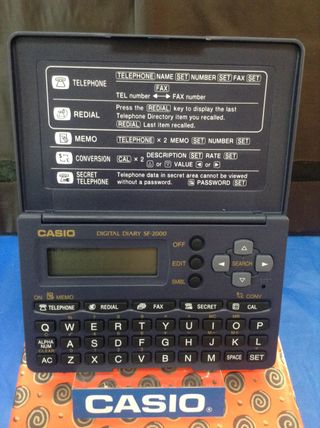 TELEPHONE
TELEPHONE NAME SET NUMBER SET FAX SET
FAX
TEL number ↔ FAX number
REDIAL
Press the REDIAL key to display the last
Telephone Directory item you recalled.
REDIAL Last item recalled.
MEMO
TELEPHONE × 2 MEMO SET NUMBER SET
CONVERSION
CAL × 2 DESCRIPTION SET RATE SET
△ or ▽ VALUE ◁ or ▷
SECRET
TELEPHONE
Telephone data in secret area cannot be viewed
without a password.
PASSWORD SET
CASIO
DIGITAL DIARY SF-2000
OFF
EDIT
SMBL
SEARCH
ON MEMO
CONV
TELEPHONE REDIAL FAX SECRET CAL
Q W E R T Y U I O P
ALPHA NUM A S D F G H J K L
CLEAR
AC Z X C V B N M SPACE SET
CASIO®